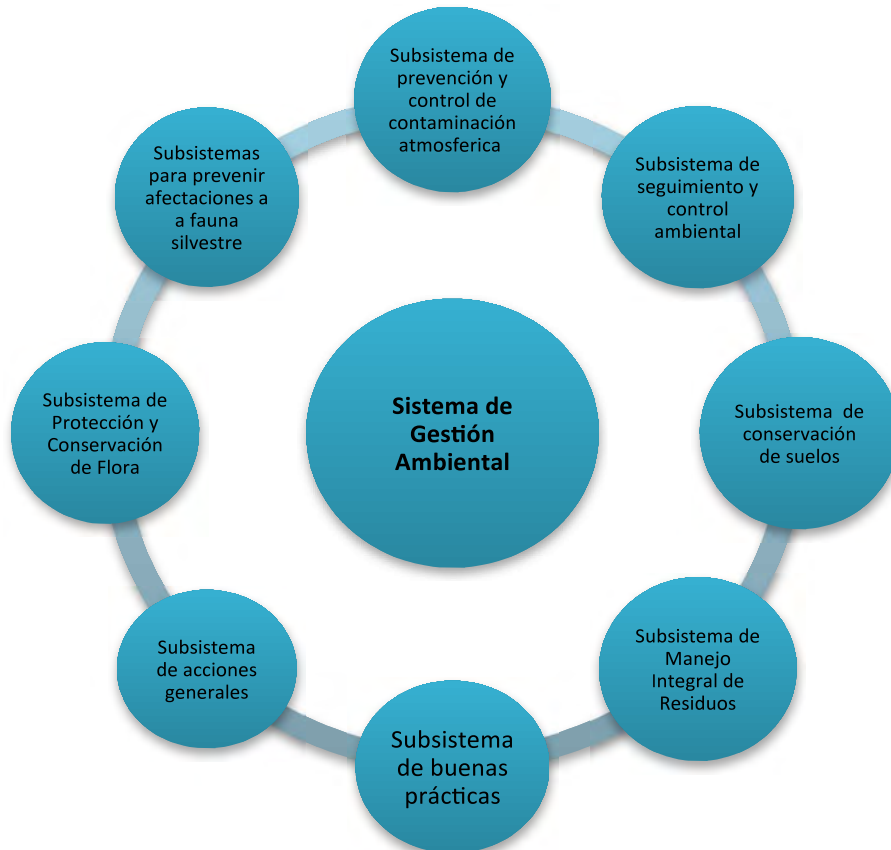 Subsistema de
prevención y
control de
contaminación
atmosferica
Subsistema de
seguimiento y
control
ambiental
Subsistema  de
conservación
de suelos
Subsistema de
Manejo
Integral de
Residuos
Subsistema
de buenas
prácticas
Subsistema
de acciones
generales
Subsistema de
Protección y
Conservación
de Flora
Subsistemas
para prevenir
afectaciones a
a fauna
silvestre
Sistema de
Gestión
Ambiental